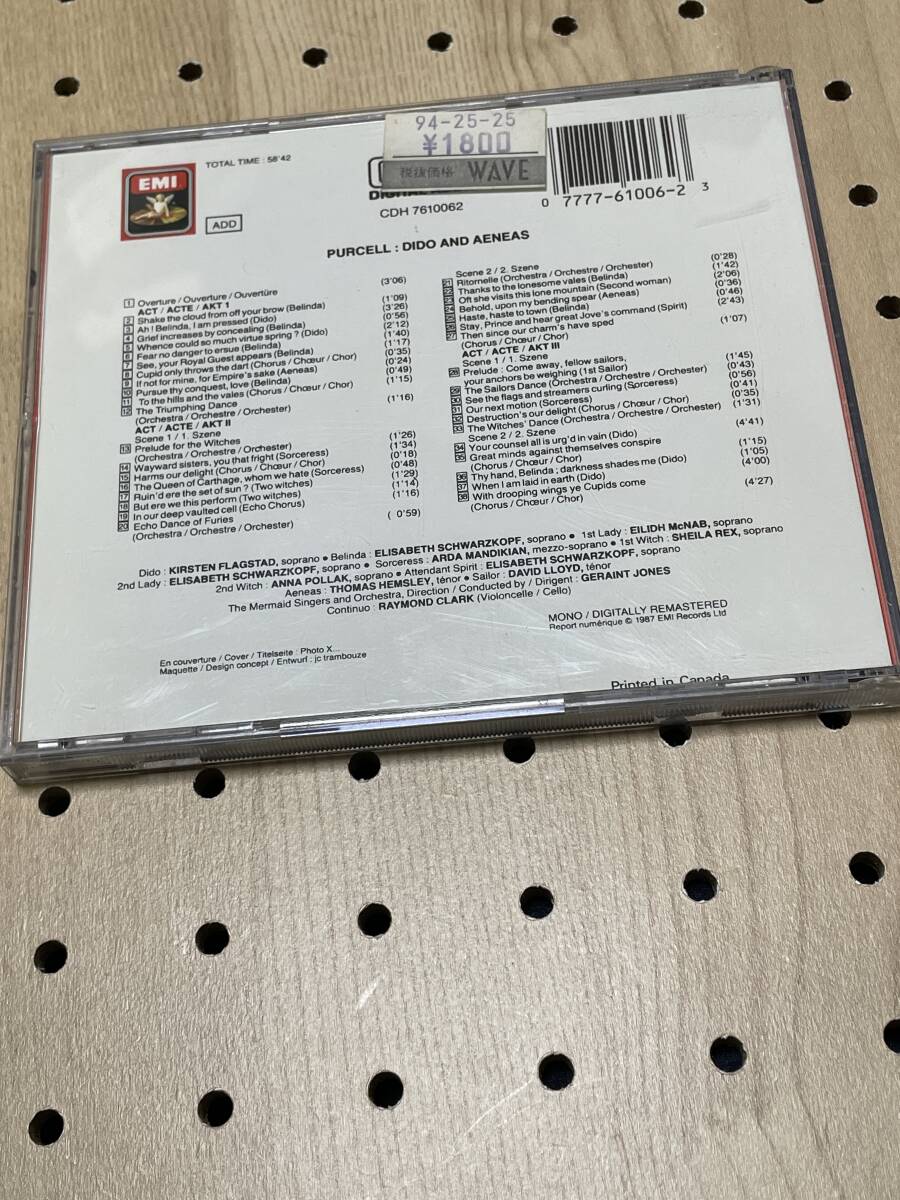 TOTAL TIME : 58'42
EMI
ADD
94-25-25
¥1800
税抜価格 WAVE
CDH 7610062
0 77777-61006-2 3
PURCELL : DIDO AND AENEAS
1 Overture / Ouverture / Ouvertüre (3'06)
ACT / ACTE / AKT 1
2 Shake the cloud from off your brow (Belinda) (1'09)
3 Ah! Belinda, I am pressed (Dido) (3'26)
4 Grief increases by concealing (Belinda) (0'56)
5 Whence could so much virtue spring ? (Dido) (2'12)
6 Fear no danger to ensue (Belinda) (1'40)
7 See, your Royal Guest appears (Belinda) (1'17)
8 Cupid only throws the dart (Chorus / Chœur / Chor) (0'35)
9 If not for mine, for Empire's sake (Aeneas) (0'24)
10 Pursue thy conquest, love (Belinda) (0'49)
11 To the hills and the vales (Chorus / Chœur / Chor) (1'15)
12 The Triumphing Dance
(Orchestra / Orchestre / Orchester) (1'16)
ACT / ACTE / AKT II
Scene 1 / 1. Szene
13 Prelude for the Witches
(Orchestra / Orchestre / Orchester) (1'26)
14 Wayward sisters, you that fright (Sorceress) (1'34)
15 Harms our delight (Chorus / Chœur / Chor) (0'18)
16 The Queen of Carthage, whom we hate (Sorceress) (0'48)
17 Ruin'd ere the set of sun ? (Two witches) (1'29)
18 But ere we this perform (Two witches) (1'14)
19 In our deep vaulted cell (Echo Chorus) (1'16)
20 Echo Dance of Furies
(Orchestra / Orchestre / Orchester) ( 0'59)
Scene 2 / 2. Szene
21 Ritornelle (Orchestra / Orchestre / Orchester) (0'28)
22 Thanks to the lonesome vales (Belinda) (1'42)
23 Oft she visits this lone mountain (Second woman) (2'06)
24 Behold, upon my bending spear (Aeneas) (0'36)
25 Haste, haste to town (Belinda) (0'46)
26 Stay, Prince and hear great Jove's command (Spirit) (2'43)
27 Then since our charm's have sped
(Chorus / Chœur / Chor) (1'07)
ACT / ACTE / AKT III
Scene 1 / 1. Szene
28 Prelude : Come away, fellow sailors,
your anchors be weighing (1st Sailor) (1'45)
29 The Sailors Dance (Orchestra / Orchestre / Orchester) (0'43)
30 See the flags and streamers curling (Sorceress) (0'56)
31 Our next motion (Sorceress) (0'41)
32 Destruction's our delight (Chorus / Chœur / Chor) (0'35)
33 The Witches' Dance (Orchestra / Orchestre / Orchester) (1'31)
Scene 2 / 2. Szene
34 Your counsel all is urg'd in vain (Dido) (4'41)
35 Great minds against themselves conspire
(Chorus / Chœur / Chor) (1'15)
36 Thy hand, Belinda ; darkness shades me (Dido) (1'05)
37 When I am laid in earth (Dido) (4'00)
38 With drooping wings ye Cupids come
(Chorus / Chœur / Chor) (4'27)
Dido : KIRSTEN FLAGSTAD, soprano • Belinda : ELISABETH SCHWARZKOPF, soprano • 1st Lady : EILIDH McNAB, soprano
2nd Lady : ELISABETH SCHWARZKOPF, soprano • Sorceress : ARDA MANDIKIAN, mezzo-soprano • 1st Witch : SHEILA REX, soprano
2nd Witch : ANNA POLLAK, soprano • Attendant Spirit : ELISABETH SCHWARZKOPF, soprano
Aeneas : THOMAS HEMSLEY, ténor • Sailor : DAVID LLOYD, ténor
The Mermaid Singers and Orchestra, Direction / Conducted by / Dirigent : GERAINT JONES
Continuo : RAYMOND CLARK (Violoncelle / Cello)
MONO / DIGITALLY REMASTERED
Report numérique © 1987 EMI Records Ltd
En couverture / Cover / Titelseite : Photo X...
Maquette / Design concept / Entwurf : jc trambouze
Printed in Canada